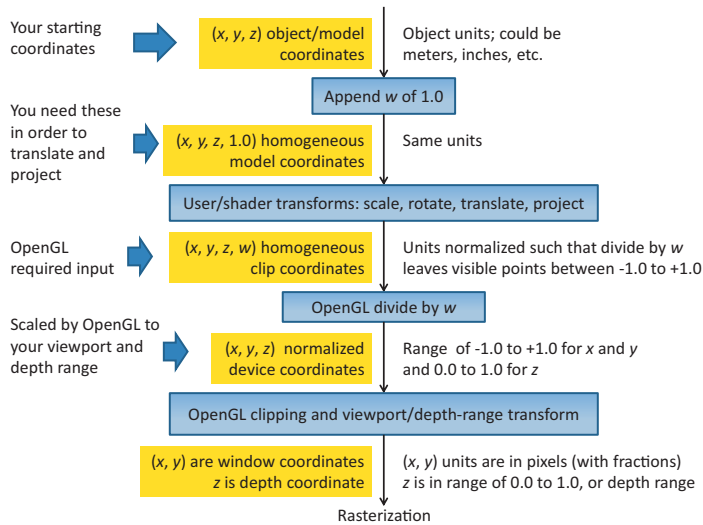 Your starting
coordinates
(x, y, z) object/model
coordinates
Object units; could be
meters, inches, etc.
Append w of 1.0
You need these
in order to
translate and
project
(x, y, z, 1.0) homogeneous
model coordinates
Same units
User/shader transforms: scale, rotate, translate, project
OpenGL
required input
(x, y, z, w) homogeneous
clip coordinates
Units normalized such that divide by w
leaves visible points between -1.0 to +1.0
OpenGL divide by w
Scaled by OpenGL to
your viewport and
depth range
(x, y, z) normalized
device coordinates
Range of -1.0 to +1.0 for x and y
and 0.0 to 1.0 for z
OpenGL clipping and viewport/depth-range transform
(x, y) are window coordinates
z is depth coordinate
(x, y) units are in pixels (with fractions)
z is in range of 0.0 to 1.0, or depth range
Rasterization